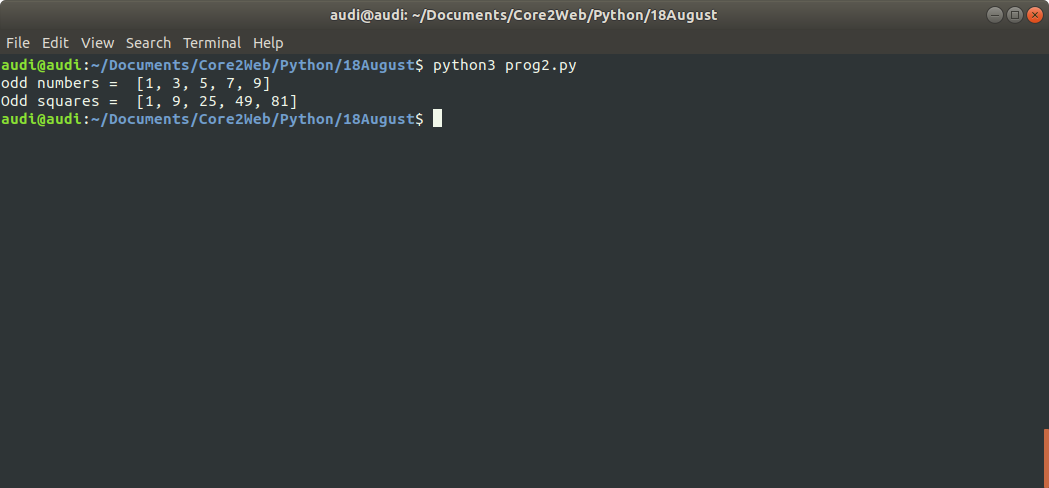 audi@audi: ~/Documents/Core2Web/Python/18August
File Edit View Search Terminal Help
audi@audi:~/Documents/Core2Web/Python/18August$ python3 prog2.py
odd numbers =  [1, 3, 5, 7, 9]
Odd squares =  [1, 9, 25, 49, 81]
audi@audi:~/Documents/Core2Web/Python/18August$